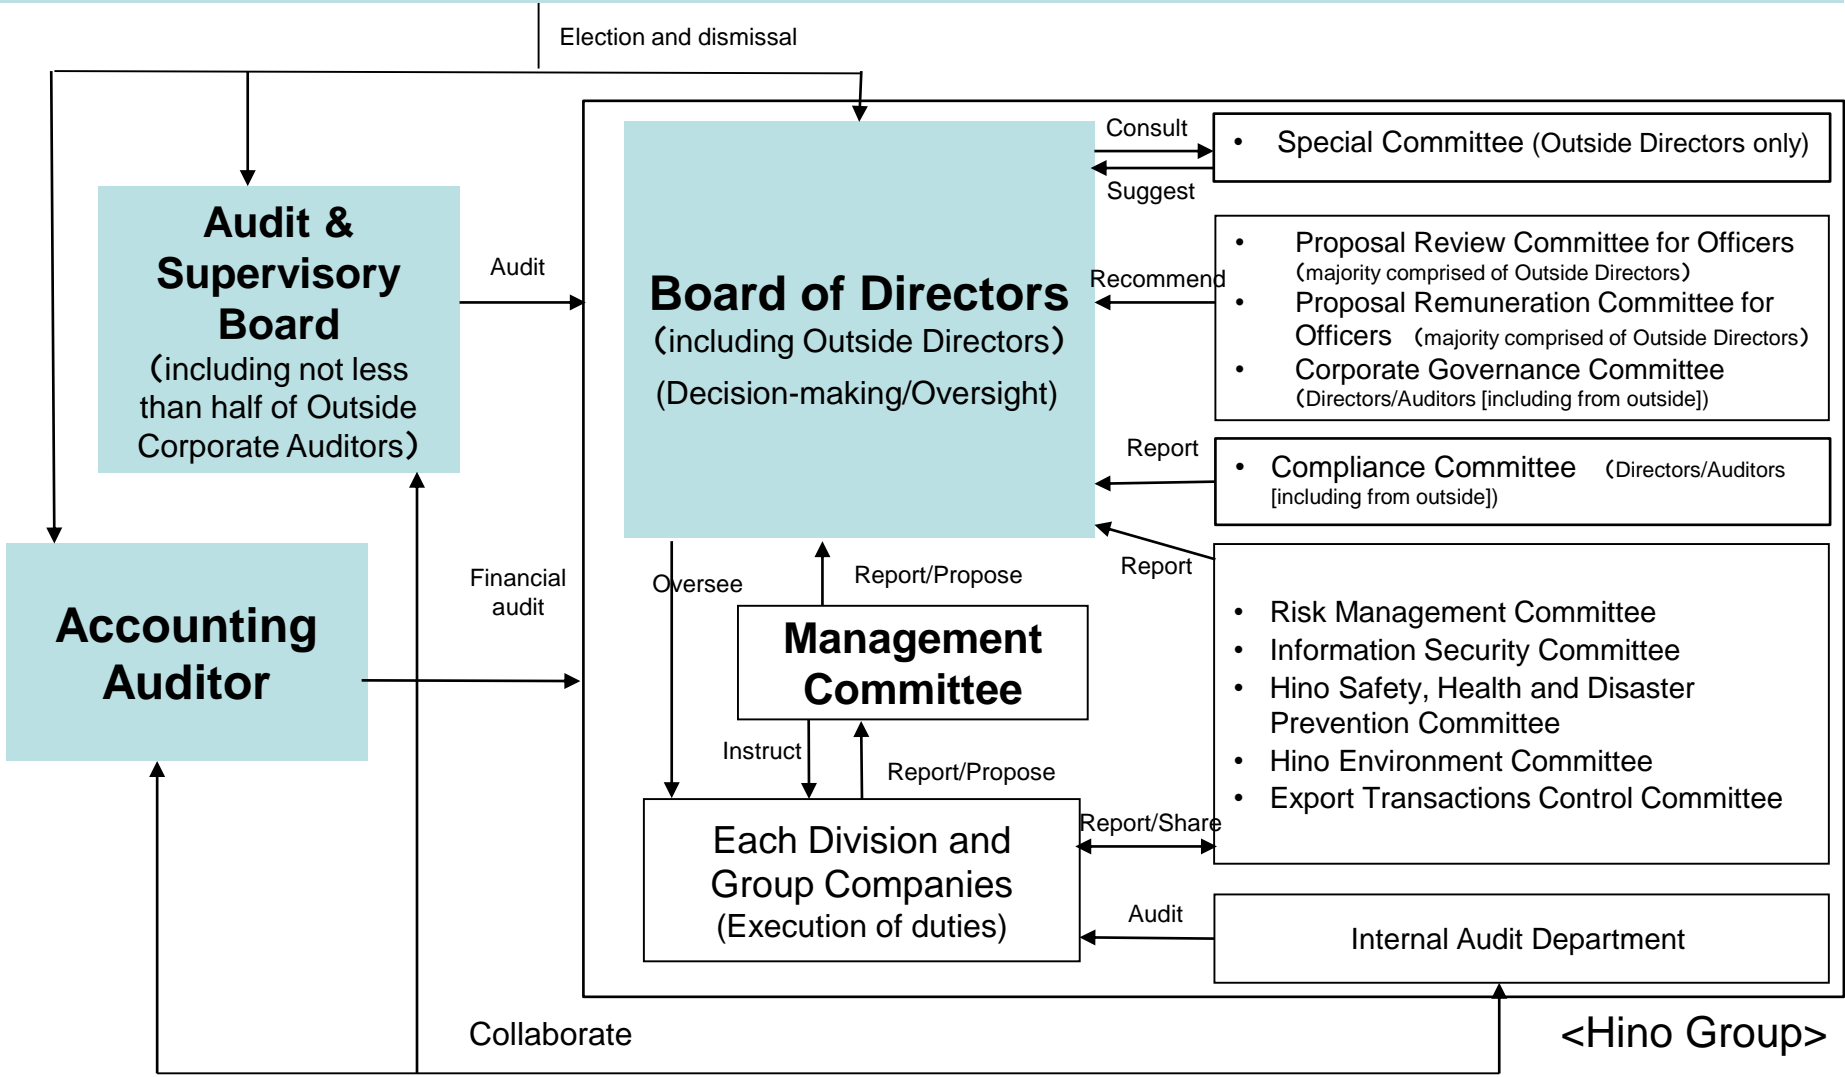 Election and dismissal
Audit &
Supervisory
Board
(including not less
than half of Outside
Corporate Auditors)
Audit
Accounting
Auditor
Financial
audit
Board of Directors
(including Outside Directors)
(Decision-making/Oversight)
Consult
Suggest
• Special Committee (Outside Directors only)
Recommend
• Proposal Review Committee for Officers
(majority comprised of Outside Directors)
• Proposal Remuneration Committee for
Officers (majority comprised of Outside Directors)
• Corporate Governance Committee
(Directors/Auditors [including from outside])
Report
• Compliance Committee (Directors/Auditors
[including from outside])
Report
Oversee
Report/Propose
Management
Committee
Instruct
Report/Propose
• Risk Management Committee
• Information Security Committee
• Hino Safety, Health and Disaster
Prevention Committee
• Hino Environment Committee
• Export Transactions Control Committee
Each Division and
Group Companies
(Execution of duties)
Report/Share
Audit
Internal Audit Department
Collaborate
<Hino Group>